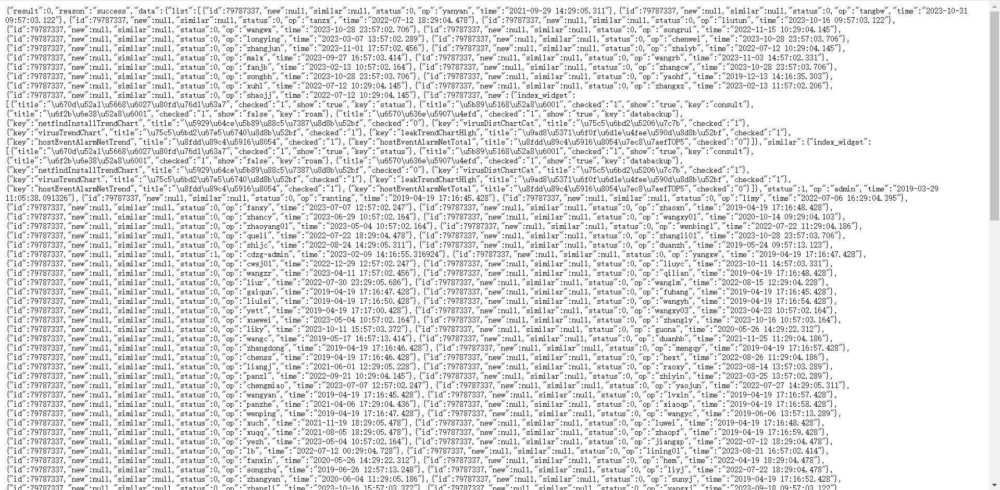 {"result":0,"reason":"success","data":{"list":[{"id":79787337,"new":null,"similar":null,"status":0,"op":"yanyan","time":"2021-09-29 14:29:05.311"},{"id":79787337,"new":null,"similar":null,"status":0,"op":"tangbw","time":"2023-10-31
09:57:03.122"},{"id":79787337,"new":null,"similar":null,"status":0,"op":"tanzx","time":"2022-07-12 18:29:04.478"},{"id":79787337,"new":null,"similar":null,"status":0,"op":"liutun","time":"2023-10-16 09:57:03.122"},
{"id":79787337,"new":null,"similar":null,"status":0,"op":"wangwx","time":"2023-10-28 23:57:02.706"},{"id":79787337,"new":null,"similar":null,"status":0,"op":"songrui","time":"2022-11-15 10:29:04.145"},
{"id":79787337,"new":null,"similar":null,"status":0,"op":"longying","time":"2023-03-07 13:57:02.289"},{"id":79787337,"new":null,"similar":null,"status":0,"op":"chenwei","time":"2023-10-28 23:57:03.706"},
{"id":79787337,"new":null,"similar":null,"status":0,"op":"zhangjun","time":"2023-11-01 17:57:02.456"},{"id":79787337,"new":null,"similar":null,"status":0,"op":"zhaiyb","time":"2022-07-12 10:29:04.145"},
{"id":79787337,"new":null,"similar":null,"status":0,"op":"malx","time":"2023-09-27 16:57:03.414"},{"id":79787337,"new":null,"similar":null,"status":0,"op":"wangrb","time":"2023-11-03 14:57:02.331"},
{"id":79787337,"new":null,"similar":null,"status":0,"op":"fanjb","time":"2023-02-13 10:57:02.164"},{"id":79787337,"new":null,"similar":null,"status":0,"op":"zhangcw","time":"2023-10-28 23:57:03.706"},
{"id":79787337,"new":null,"similar":null,"status":0,"op":"songbh","time":"2023-10-28 23:57:03.706"},{"id":79787337,"new":null,"similar":null,"status":0,"op":"yaohf","time":"2019-12-13 14:16:35.303"},
{"id":79787337,"new":null,"similar":null,"status":0,"op":"xuhl","time":"2022-07-12 10:29:04.145"},{"id":79787337,"new":null,"similar":null,"status":0,"op":"zhangxz","time":"2023-02-13 11:57:02.206"},
{"id":79787337,"new":null,"similar":null,"status":0,"op":"shaojj","time":"2022-07-12 10:29:04.145"},{"id":79787337,"new":{"index_widget":
[{"title":"\u670d\u52a1\u5668\u6027\u80fd\u76d1\u63a7","checked":"1","show":"true","key":"status"},{"title":"\u5b89\u5168\u52a8\u6001","checked":"1","show":"true","key":"consult"},
{"title":"\u6f2b\u6e38\u52a8\u6001","checked":"1","show":"false","key":"roam"},{"title":"\u6570\u636e\u5907\u4efd","checked":"1","show":"true","key":"databackup"},
{"key":"netfindInstallTrendChart","title":"\u5929\u64ce\u5b89\u88c5\u7387\u8d8b\u52bf","checked":"0"},{"key":"virusDistChartCat","title":"\u75c5\u6bd2\u5206\u7c7b","checked":"1"},
{"key":"virusTrendChart","title":"\u75c5\u6bd2\u67e5\u6740\u8d8b\u52bf","checked":"1"},{"key":"leakTrendChartHigh","title":"\u9ad8\u5371\u6f0f\u6d1e\u4fee\u590d\u8d8b\u52bf","checked":"1"},
{"key":"hostEventAlarmNetTrend","title":"\u8fdd\u89c4\u5916\u8054","checked":"1"},{"key":"hostEventAlarmNetTotal","title":"\u8fdd\u89c4\u5916\u8054\u7ec8\u7aefTOP5","checked":"0"}]},"similar":{"index_widget":
[{"title":"\u670d\u52a1\u5668\u6027\u80fd\u76d1\u63a7","checked":"1","show":"true","key":"status"},{"title":"\u5b89\u5168\u52a8\u6001","checked":"1","show":"true","key":"consult"},
{"title":"\u6f2b\u6e38\u52a8\u6001","checked":"1","show":"false","key":"roam"},{"title":"\u6570\u636e\u5907\u4efd","checked":"1","show":"true","key":"databackup"},
{"key":"netfindInstallTrendChart","title":"\u5929\u64ce\u5b89\u88c5\u7387\u8d8b\u52bf","checked":"0"},{"key":"virusDistChartCat","title":"\u75c5\u6bd2\u5206\u7c7b","checked":"1"},
{"key":"virusTrendChart","title":"\u75c5\u6bd2\u67e5\u6740\u8d8b\u52bf","checked":"1"},{"key":"leakTrendChartHigh","title":"\u9ad8\u5371\u6f0f\u6d1e\u4fee\u590d\u8d8b\u52bf","checked":"1"},
{"key":"hostEventAlarmNetTrend","title":"\u8fdd\u89c4\u5916\u8054","checked":"1"},{"key":"hostEventAlarmNetTotal","title":"\u8fdd\u89c4\u5916\u8054\u7ec8\u7aefTOP5","checked":"0"}]},"status":1,"op":"admin","time":"2019-03-29
11:05:38.091326"},{"id":79787337,"new":null,"similar":null,"status":0,"op":"ranting","time":"2019-04-19 17:16:45.428"},{"id":79787337,"new":null,"similar":null,"status":0,"op":"limy","time":"2022-07-06 16:29:04.395"},
{"id":79787337,"new":null,"similar":null,"status":0,"op":"fanxy","time":"2023-07-07 12:57:02.247"},{"id":79787337,"new":null,"similar":null,"status":0,"op":"zhaoxn","time":"2019-04-19 17:16:48.428"},
{"id":79787337,"new":null,"similar":null,"status":0,"op":"zhancy","time":"2023-06-29 10:57:02.164"},{"id":79787337,"new":null,"similar":null,"status":0,"op":"wangxy01","time":"2020-10-14 09:29:04.103"},
{"id":79787337,"new":null,"similar":null,"status":0,"op":"zhaoyang01","time":"2023-05-04 10:57:02.164"},{"id":79787337,"new":null,"similar":null,"status":0,"op":"wenbing1","time":"2022-07-22 11:29:04.186"},
{"id":79787337,"new":null,"similar":null,"status":0,"op":"queli","time":"2022-07-22 18:29:04.478"},{"id":79787337,"new":null,"similar":null,"status":0,"op":"zhangli01","time":"2023-10-28 23:57:03.706"},
{"id":79787337,"new":null,"similar":null,"status":0,"op":"shijc","time":"2022-08-24 14:29:05.311"},{"id":79787337,"new":null,"similar":null,"status":0,"op":"duanzh","time":"2019-05-24 09:57:13.123"},
{"id":79787337,"new":null,"similar":null,"status":1,"op":"cdzg-admin","time":"2023-02-09 14:16:55.316924"},{"id":79787337,"new":null,"similar":null,"status":0,"op":"yangxw","time":"2019-04-19 17:16:47.428"},
{"id":79787337,"new":null,"similar":null,"status":0,"op":"cwsj01","time":"2022-12-29 12:57:02.247"},{"id":79787337,"new":null,"similar":null,"status":0,"op":"liuyc","time":"2023-10-11 14:57:03.331"},
{"id":79787337,"new":null,"similar":null,"status":0,"op":"wangzr","time":"2023-04-11 17:57:02.456"},{"id":79787337,"new":null,"similar":null,"status":0,"op":"qilian","time":"2019-04-19 17:16:48.428"},
{"id":79787337,"new":null,"similar":null,"status":0,"op":"liur","time":"2022-07-30 23:29:05.686"},{"id":79787337,"new":null,"similar":null,"status":0,"op":"wanglm","time":"2022-08-15 12:29:04.228"},
{"id":79787337,"new":null,"similar":null,"status":0,"op":"gaiqun","time":"2019-04-19 17:16:47.428"},{"id":79787337,"new":null,"similar":null,"status":0,"op":"fuhang","time":"2019-04-19 17:16:45.428"},
{"id":79787337,"new":null,"similar":null,"status":0,"op":"liulei","time":"2019-04-19 17:16:50.428"},{"id":79787337,"new":null,"similar":null,"status":0,"op":"wangyh","time":"2019-04-19 17:16:54.428"},
{"id":79787337,"new":null,"similar":null,"status":0,"op":"yett","time":"2019-04-19 17:17:00.428"},{"id":79787337,"new":null,"similar":null,"status":0,"op":"wangxy03","time":"2023-04-23 10:57:02.164"},
{"id":79787337,"new":null,"similar":null,"status":0,"op":"xuewei","time":"2023-05-04 10:57:02.164"},{"id":79787337,"new":null,"similar":null,"status":0,"op":"zhangly","time":"2023-10-16 10:57:03.164"},
{"id":79787337,"new":null,"similar":null,"status":0,"op":"liky","time":"2023-10-11 15:57:03.372"},{"id":79787337,"new":null,"similar":null,"status":0,"op":"guona","time":"2020-05-26 14:29:22.312"},
{"id":79787337,"new":null,"similar":null,"status":0,"op":"wangc","time":"2019-05-17 16:57:13.414"},{"id":79787337,"new":null,"similar":null,"status":0,"op":"duanhb","time":"2021-11-25 11:29:04.186"},
{"id":79787337,"new":null,"similar":null,"status":0,"op":"zhangdong","time":"2019-04-19 17:16:46.428"},{"id":79787337,"new":null,"similar":null,"status":0,"op":"mengqy","time":"2019-04-19 17:16:57.428"},
{"id":79787337,"new":null,"similar":null,"status":0,"op":"chenss","time":"2019-04-19 17:16:46.428"},{"id":79787337,"new":null,"similar":null,"status":0,"op":"hext","time":"2022-08-26 11:29:04.186"},
{"id":79787337,"new":null,"similar":null,"status":0,"op":"liangj","time":"2021-06-01 12:29:05.228"},{"id":79787337,"new":null,"similar":null,"status":0,"op":"raoxy","time":"2023-08-14 13:57:03.289"},
{"id":79787337,"new":null,"similar":null,"status":0,"op":"panzl","time":"2022-09-21 10:29:04.145"},{"id":79787337,"new":null,"similar":null,"status":0,"op":"zhiyin","time":"2023-03-25 13:57:02.289"},
{"id":79787337,"new":null,"similar":null,"status":0,"op":"chengmiao","time":"2023-07-07 12:57:02.247"},{"id":79787337,"new":null,"similar":null,"status":0,"op":"yaojun","time":"2022-07-27 14:29:05.311"},
{"id":79787337,"new":null,"similar":null,"status":0,"op":"wangyan","time":"2019-04-19 17:16:45.428"},{"id":79787337,"new":null,"similar":null,"status":0,"op":"lvxin","time":"2019-04-19 17:16:57.428"},
{"id":79787337,"new":null,"similar":null,"status":0,"op":"panzhe","time":"2021-04-06 17:29:04.436"},{"id":79787337,"new":null,"similar":null,"status":0,"op":"xiaoqp","time":"2019-04-19 17:16:58.428"},
{"id":79787337,"new":null,"similar":null,"status":0,"op":"wenping","time":"2019-04-19 17:16:47.428"},{"id":79787337,"new":null,"similar":null,"status":0,"op":"wangyc","time":"2019-06-06 13:57:13.289"},
{"id":79787337,"new":null,"similar":null,"status":0,"op":"xuch","time":"2021-11-19 18:29:05.478"},{"id":79787337,"new":null,"similar":null,"status":0,"op":"luwei","time":"2019-04-19 17:16:48.428"},
{"id":79787337,"new":null,"similar":null,"status":0,"op":"xuqq","time":"2021-08-05 18:29:05.478"},{"id":79787337,"new":null,"similar":null,"status":0,"op":"zhaopf","time":"2019-04-19 17:16:59.428"},
{"id":79787337,"new":null,"similar":null,"status":0,"op":"yezh","time":"2023-05-04 10:57:02.164"},{"id":79787337,"new":null,"similar":null,"status":0,"op":"jiangxp","time":"2022-07-12 18:29:04.478"},
{"id":79787337,"new":null,"similar":null,"status":0,"op":"lb","time":"2022-07-12 00:29:04.728"},{"id":79787337,"new":null,"similar":null,"status":0,"op":"lining01","time":"2023-08-21 16:57:02.414"},
{"id":79787337,"new":null,"similar":null,"status":0,"op":"fanxin","time":"2020-05-26 14:29:22.312"},{"id":79787337,"new":null,"similar":null,"status":0,"op":"hem","time":"2022-04-19 18:29:04.478"},
{"id":79787337,"new":null,"similar":null,"status":0,"op":"songzhq","time":"2019-06-26 12:57:13.248"},{"id":79787337,"new":null,"similar":null,"status":0,"op":"liyj","time":"2022-07-22 18:29:04.478"},
{"id":79787337,"new":null,"similar":null,"status":0,"op":"zhangyan","time":"2020-06-04 11:29:05.186"},{"id":79787337,"new":null,"similar":null,"status":0,"op":"sunyj","time":"2019-04-19 17:16:52.428"},
{"id":79787337,"new":null,"similar":null,"status":0,"op":"zhangli","time":"2023-10-16 15:57:03.372"},{"id":79787337,"new":null,"similar":null,"status":0,"op":"yangxj","time":"2023-09-18 09:57:03.122"},